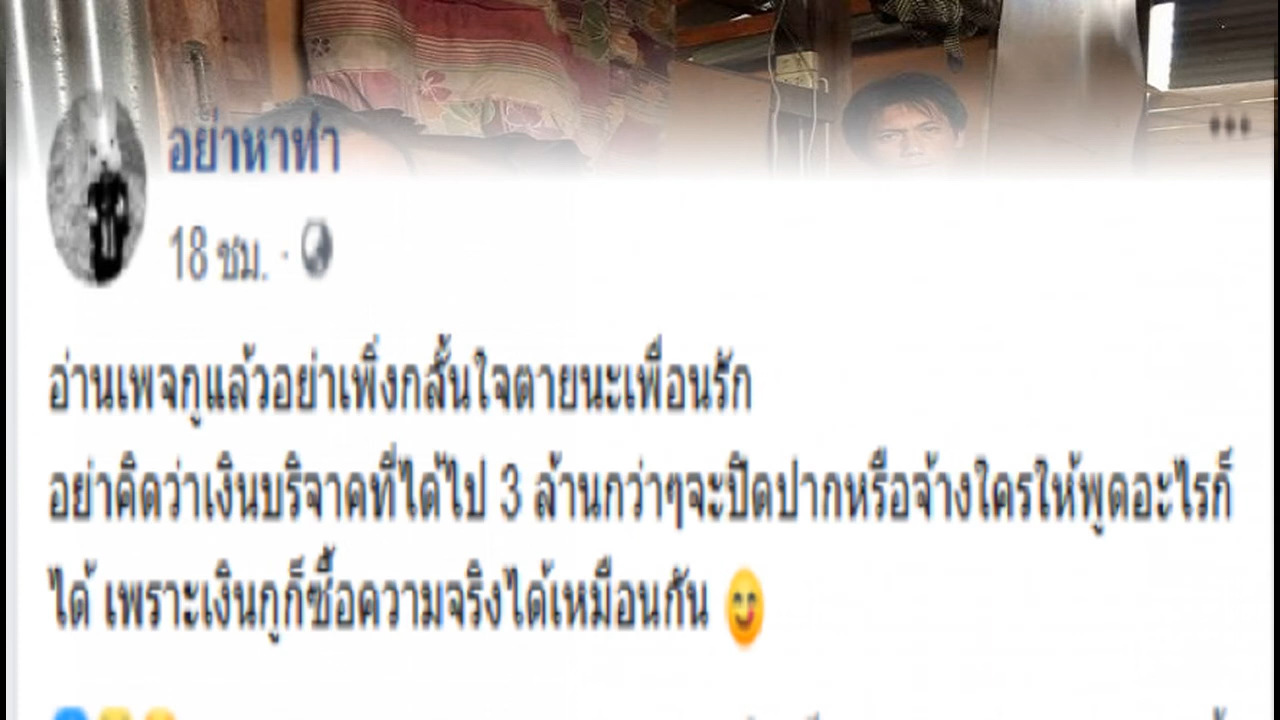 อย่าหาทำ
18 ชม. ·
อ่านเพจกูแล้วอย่าเพิ่งกลั้นใจตายนะเพื่อนรัก
อย่าคิดว่าเงินบริจาคที่ได้ไป 3 ล้านกว่าๆจะปิดปากหรือจ้างใครให้พูดอะไรก็
ได้ เพราะเงินกูก็ซื้อความจริงได้เหมือนกัน 😋